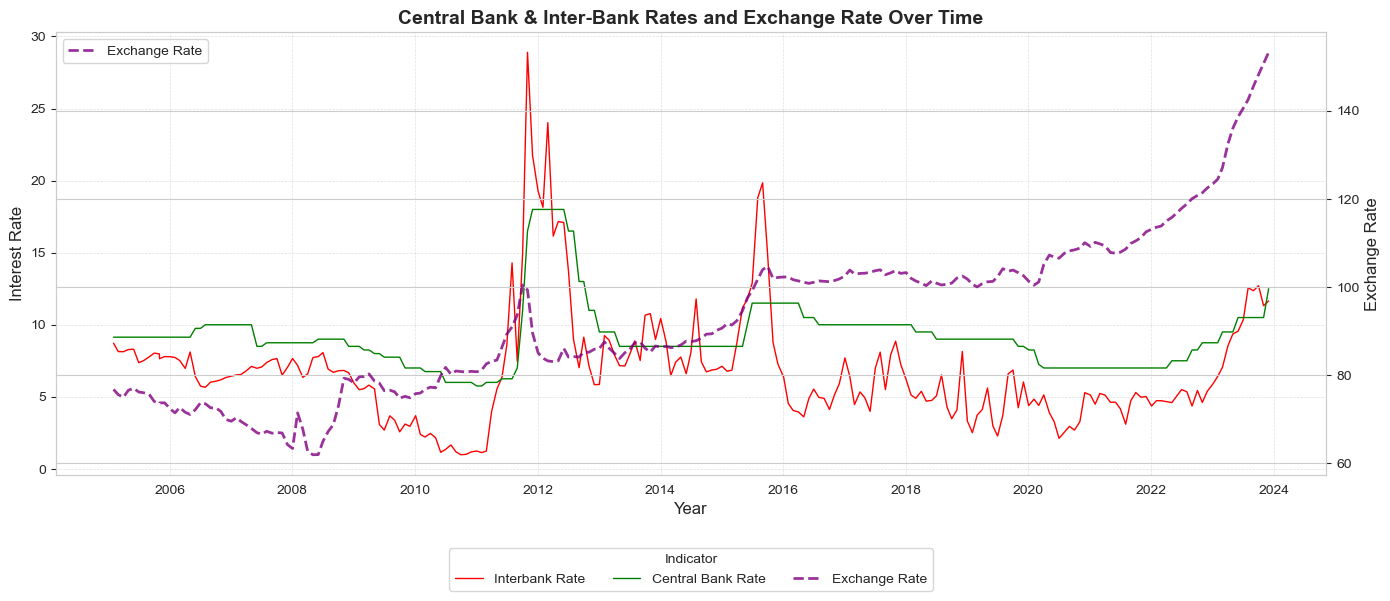 Central Bank & Inter-Bank Rates and Exchange Rate Over Time
Exchange Rate
30
25
20
15
10
5
0
Interest Rate
140
120
100
80
60
Exchange Rate
2006 2008 2010 2012 2014 2016 2018 2020 2022 2024
Year
Indicator
Interbank Rate Central Bank Rate Exchange Rate